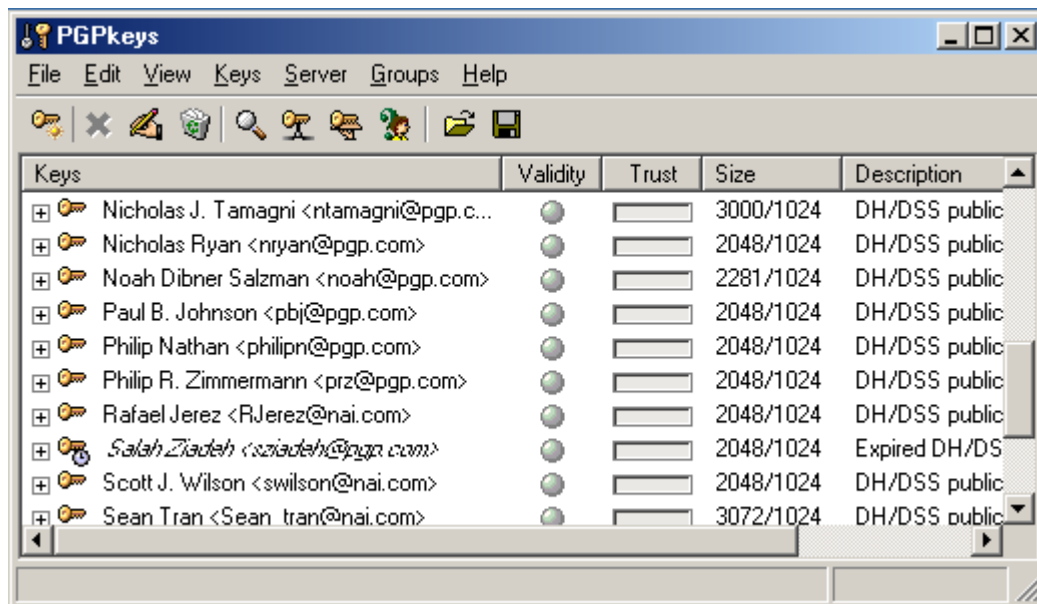 PGPkeys
File Edit View Keys Server Groups Help
Keys Validity Trust Size Description
Nicholas J. Tamagni <ntamagni@pgp.c... 3000/1024 DH/DSS public
Nicholas Ryan <nryan@pgp.com> 2048/1024 DH/DSS public
Noah Dibner Salzman <noah@pgp.com> 2281/1024 DH/DSS public
Paul B. Johnson <pbj@pgp.com> 2048/1024 DH/DSS public
Philip Nathan <philipn@pgp.com> 2048/1024 DH/DSS public
Philip R. Zimmermann <prz@pgp.com> 2048/1024 DH/DSS public
Rafael Jerez <RJerez@nai.com> 2048/1024 DH/DSS public
Salah Ziadeh <sziadeh@pgp.com> 2048/1024 Expired DH/DS
Scott J. Wilson <swilson@nai.com> 2048/1024 DH/DSS public
Sean Tran <Sean_tran@nai.com> 3072/1024 DH/DSS public